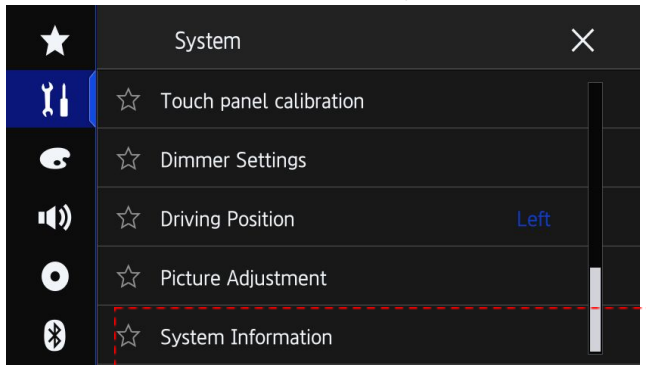 System
Touch panel calibration
Dimmer Settings
Driving Position Left
Picture Adjustment
System Information